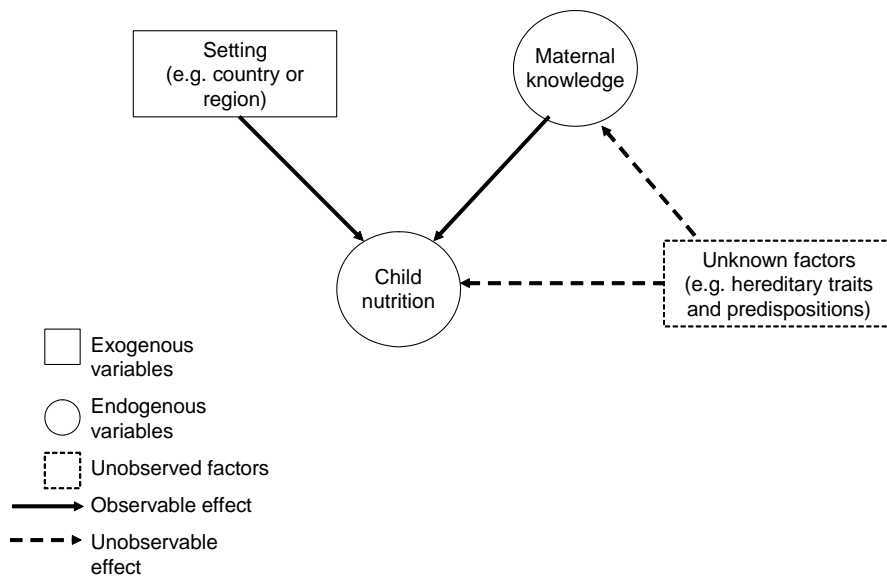 Setting
(e.g. country or
region)
Maternal
knowledge
Child
nutrition
Unknown factors
(e.g. hereditary traits
and predispositions)
Exogenous
variables
Endogenous
variables
Unobserved factors
Observable effect
Unobservable
effect